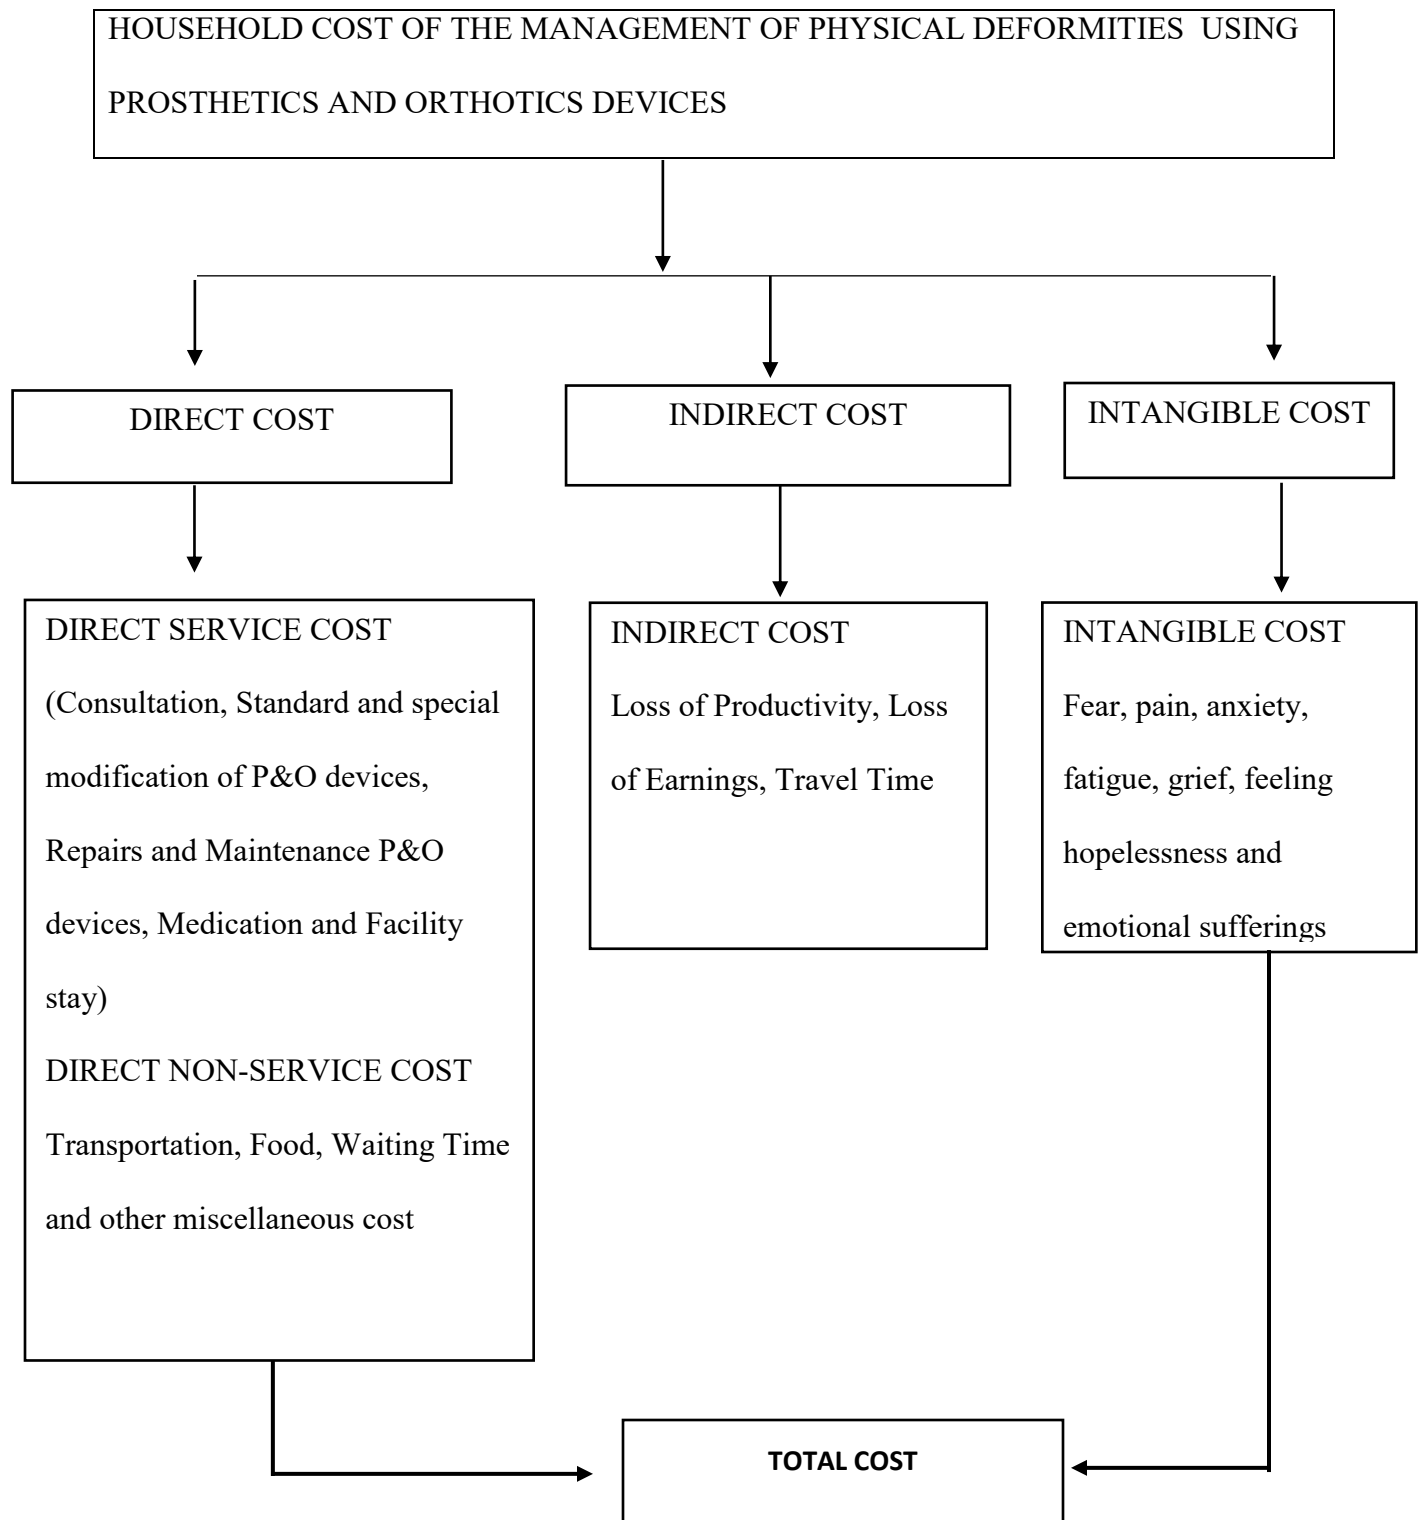 HOUSEHOLD COST OF THE MANAGEMENT OF PHYSICAL DEFORMITIES USING
PROSTHETICS AND ORTHOTICS DEVICES
DIRECT COST
INDIRECT COST
INTANGIBLE COST
DIRECT SERVICE COST
(Consultation, Standard and special
modification of P&O devices,
Repairs and Maintenance P&O
devices, Medication and Facility
stay)
DIRECT NON-SERVICE COST
Transportation, Food, Waiting Time
and other miscellaneous cost
INDIRECT COST
Loss of Productivity, Loss
of Earnings, Travel Time
INTANGIBLE COST
Fear, pain, anxiety,
fatigue, grief, feeling
hopelessness and
emotional sufferings
TOTAL COST